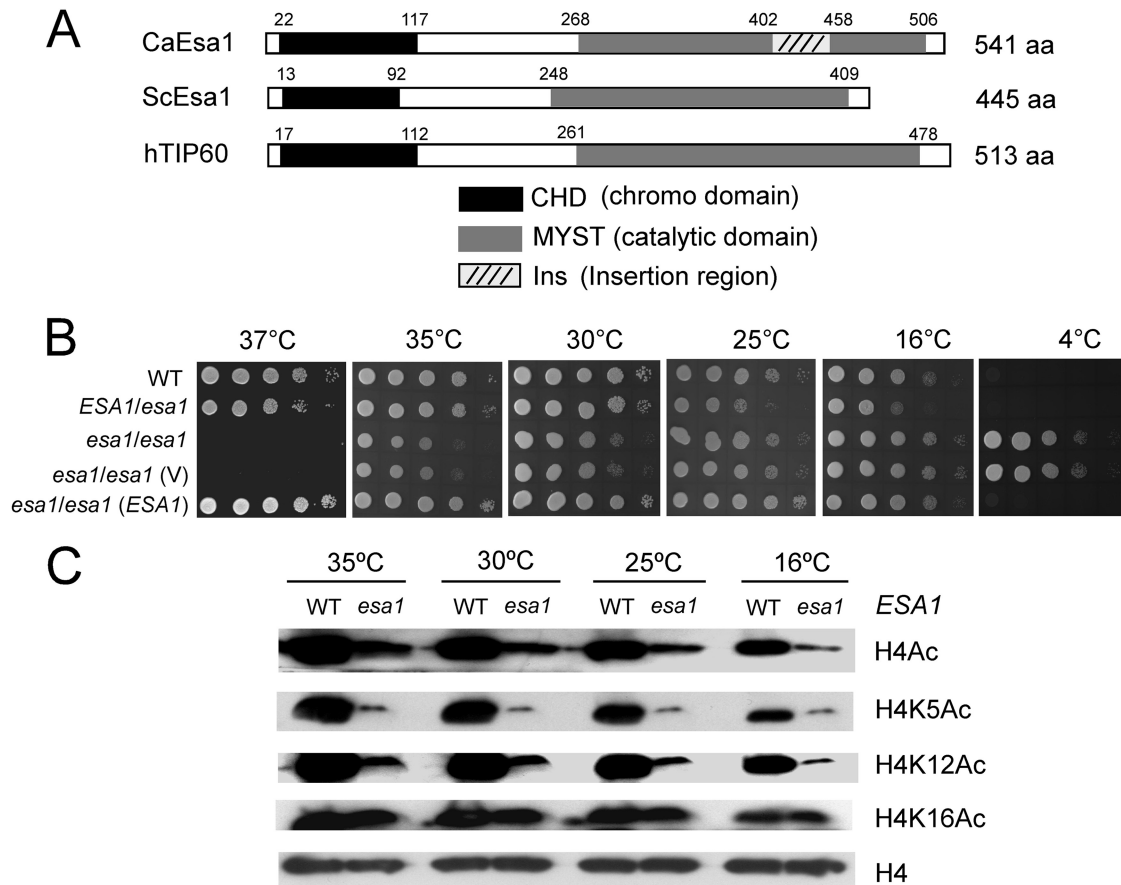 A
22 117 268 402 458 506
CaEsa1 541 aa
13 92 248 409
ScEsa1 445 aa
17 112 261 478
hTIP60 513 aa
CHD (chromo domain)
MYST (catalytic domain)
Ins (Insertion region)
B
37°C 35°C 30°C 25°C 16°C 4°C
WT
ESA1/esa1
esa1/esa1
esa1/esa1 (V)
esa1/esa1 (ESA1)
C
35ºC 30ºC 25ºC 16ºC
WT esa1 WT esa1 WT esa1 WT esa1 ESA1
H4Ac
H4K5Ac
H4K12Ac
H4K16Ac
H4